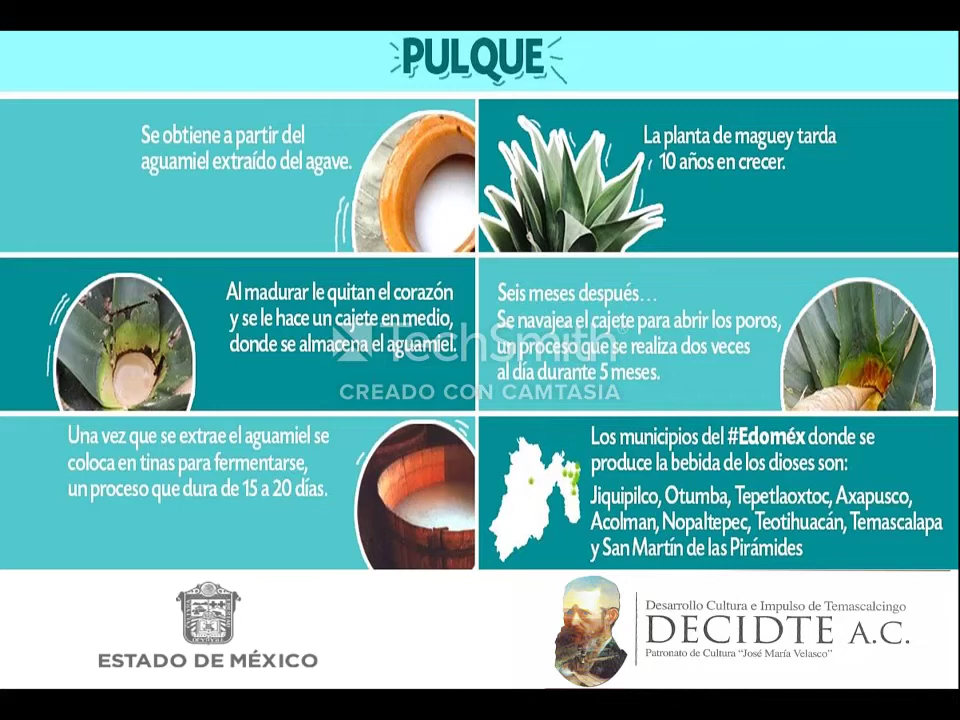 PULQUE
Se obtiene a partir del
aguamiel extraído del agave.
La planta de maguey tarda
10 años en crecer.
Al madurar le quitan el corazón
y se le hace un cajete en medio,
donde se almacena el aguamiel.
Seis meses después...
Se navajea el cajete para abrir los poros,
un proceso que se realiza dos veces
al día durante 5 meses.
TechSmith
CREADO CON CAMTASIA
Una vez que se extrae el aguamiel se
coloca en tinas para fermentarse,
un proceso que dura de 15 a 20 días.
Los municipios del #Edoméx donde se
produce la bebida de los dioses son:
Jiquipilco, Otumba, Tepetlaoxtoc, Axapusco,
Acolman, Nopaltepec, Teotihuacán, Temascalapa
y San Martín de las Pirámides
ESTADO DE MÉXICO
Desarrollo Cultura e Impulso de Temascalcingo
DECIDTE A.C.
Patronato de Cultura "José María Velasco"